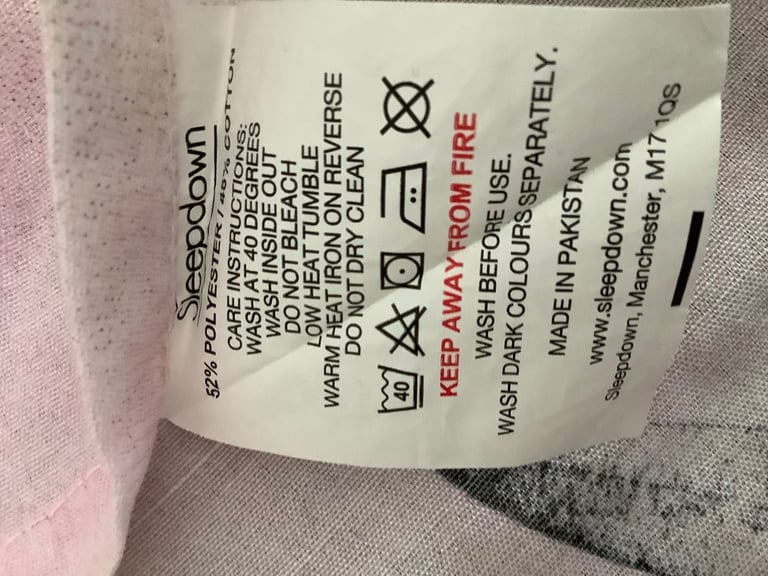 Sleepdown
52% POLYESTER / 48% COTTON
CARE INSTRUCTIONS:
WASH AT 40 DEGREES
WASH INSIDE OUT
DO NOT BLEACH
LOW HEAT TUMBLE
WARM HEAT IRON ON REVERSE
DO NOT DRY CLEAN
40
KEEP AWAY FROM FIRE
WASH BEFORE USE.
WASH DARK COLOURS SEPARATELY.
MADE IN PAKISTAN
www.sleepdown.com
Sleepdown, Manchester, M17 1QS